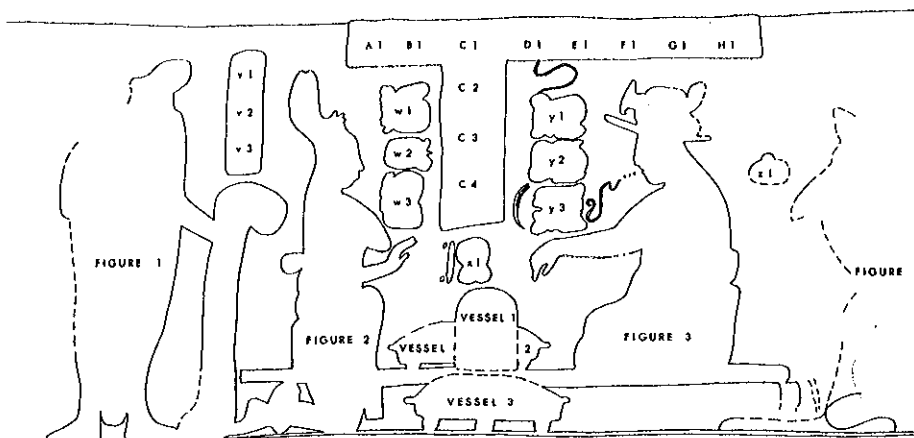 A1 B1 C1 D1 E1 F1 G1 H1
C2
C3
C4
v1
v2
v3
w1
w2
w3
y1
y2
y3
z1
x1
FIGURE 1
FIGURE 2
FIGURE 3
FIGURE
VESSEL 1
VESSEL 2
VESSEL 3